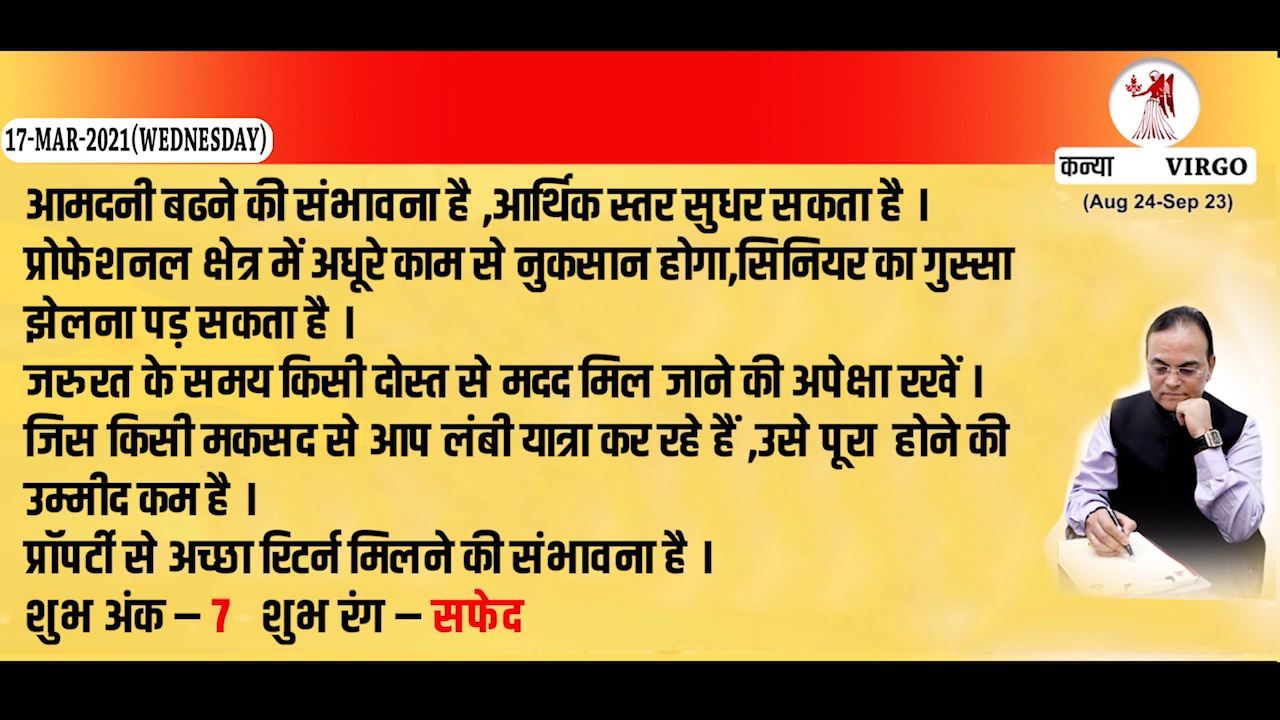 17-MAR-2021(WEDNESDAY)
कन्या VIRGO
(Aug 24-Sep 23)
आमदनी बढने की संभावना है ,आर्थिक स्तर सुधर सकता है ।
प्रोफेशनल क्षेत्र में अधूरे काम से नुकसान होगा,सिनियर का गुस्सा
झेलना पड़ सकता है ।
जरुरत के समय किसी दोस्त से मदद मिल जाने की अपेक्षा रखें ।
जिस किसी मकसद से आप लंबी यात्रा कर रहे हैं ,उसे पूरा होने की
उम्मीद कम है ।
प्रॉपर्टी से अच्छा रिटर्न मिलने की संभावना है ।
शुभ अंक – 7 शुभ रंग – सफेद